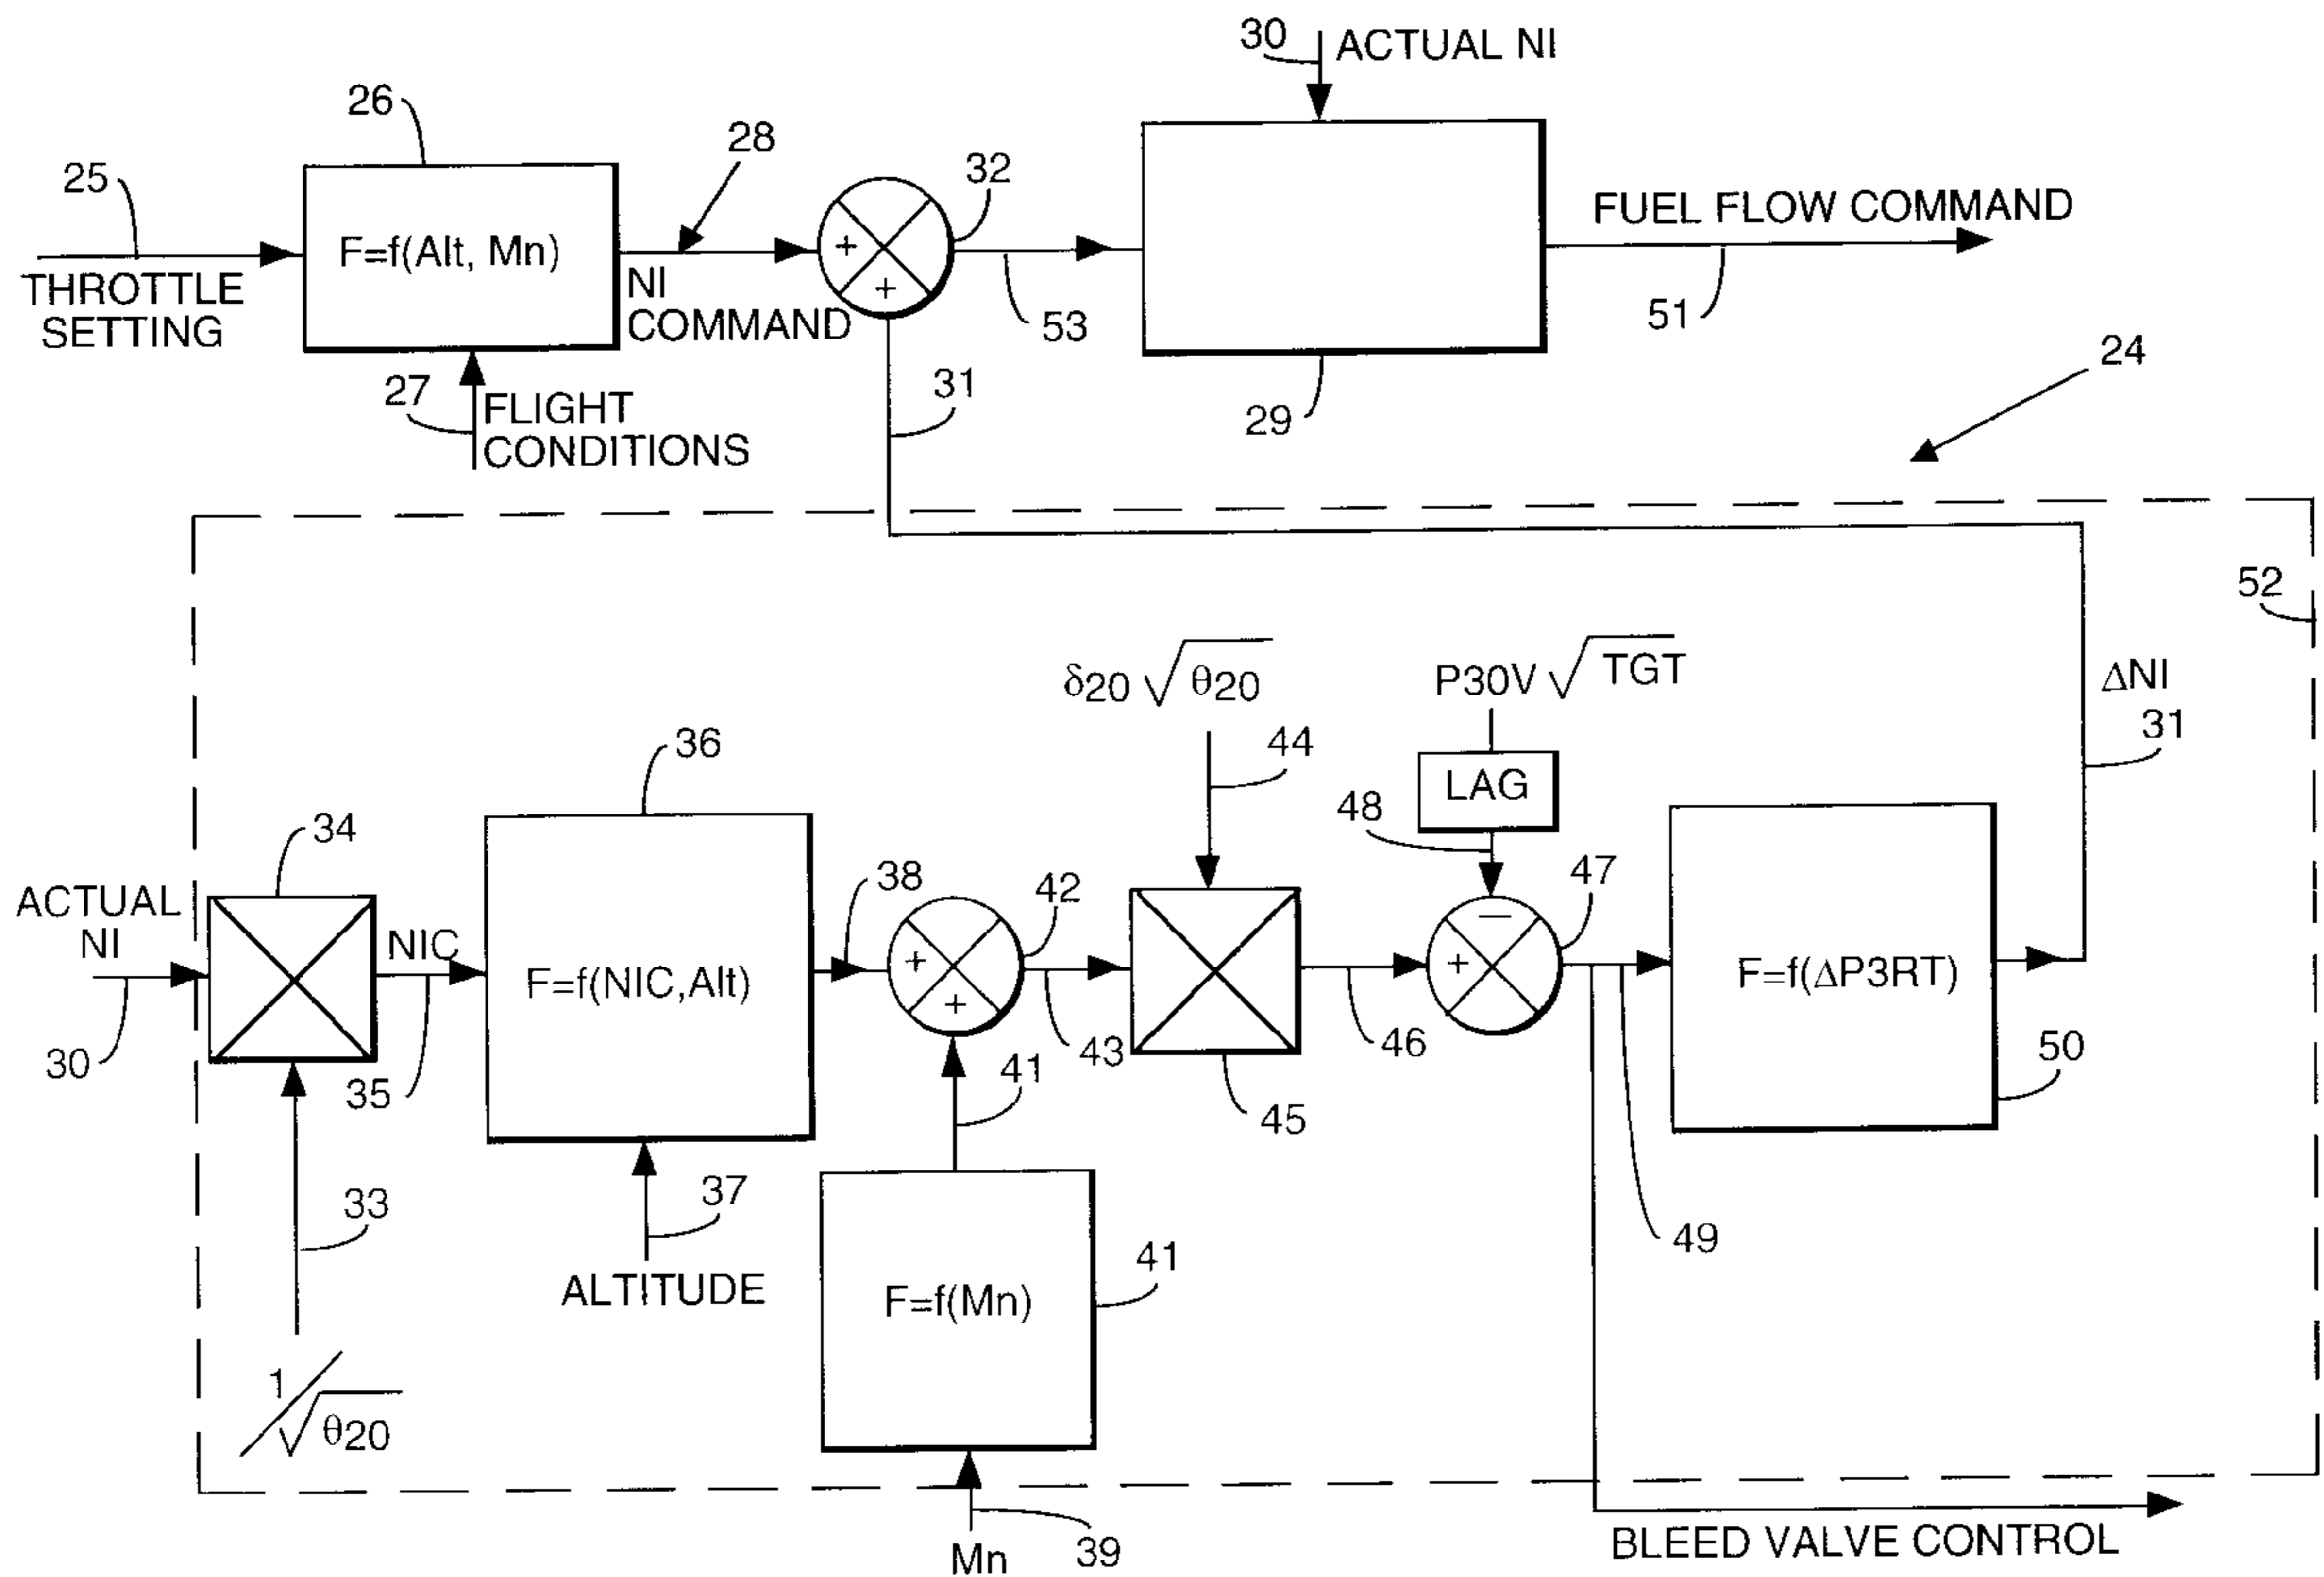 30
ACTUAL NI
26
28
25
32
F=f(Alt, Mn)
+
+
FUEL FLOW COMMAND
THROTTLE
SETTING
NI
COMMAND
53
51
27
FLIGHT
CONDITIONS
31
29
24
52
δ20 √θ20
P30V √TGT
ΔNI
31
36
44
LAG
48
34
38
42
47
ACTUAL
NI
NIC
F=f(NIC,Alt)
+
+
−
+
F=f(ΔP3RT)
30
35
41
43
46
50
45
33
37
49
ALTITUDE
41
F=f(Mn)
1/√θ20
Mn
39
BLEED VALVE CONTROL